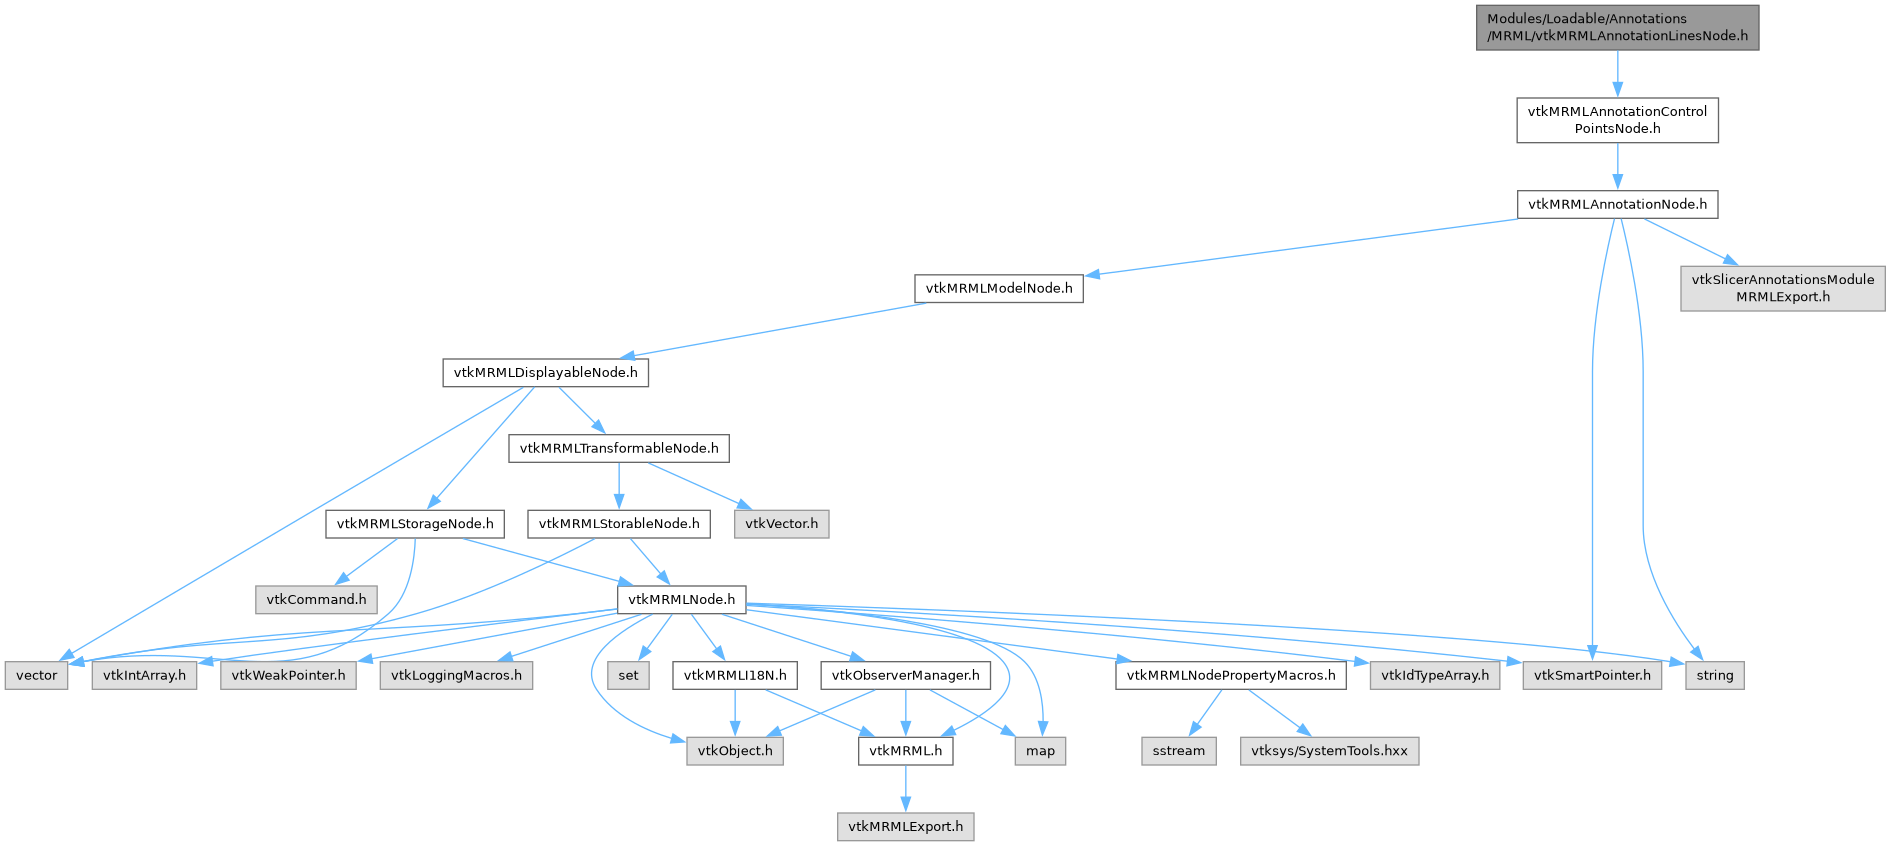 Modules/Loadable/Annotations
/MRML/vtkMRMLAnnotationLinesNode.h
vtkMRMLAnnotationControl
PointsNode.h
vtkMRMLAnnotationNode.h
vtkMRMLModelNode.h
vtkSlicerAnnotationsModule
MRMLExport.h
vtkMRMLDisplayableNode.h
vtkMRMLTransformableNode.h
vtkMRMLStorageNode.h
vtkMRMLStorableNode.h
vtkVector.h
vtkCommand.h
vtkMRMLNode.h
vector
vtkIntArray.h
vtkWeakPointer.h
vtkLoggingMacros.h
set
vtkMRMLI18N.h
vtkObserverManager.h
vtkMRMLNodePropertyMacros.h
vtkIdTypeArray.h
vtkSmartPointer.h
string
vtkObject.h
vtkMRML.h
map
sstream
vtksys/SystemTools.hxx
vtkMRMLExport.h